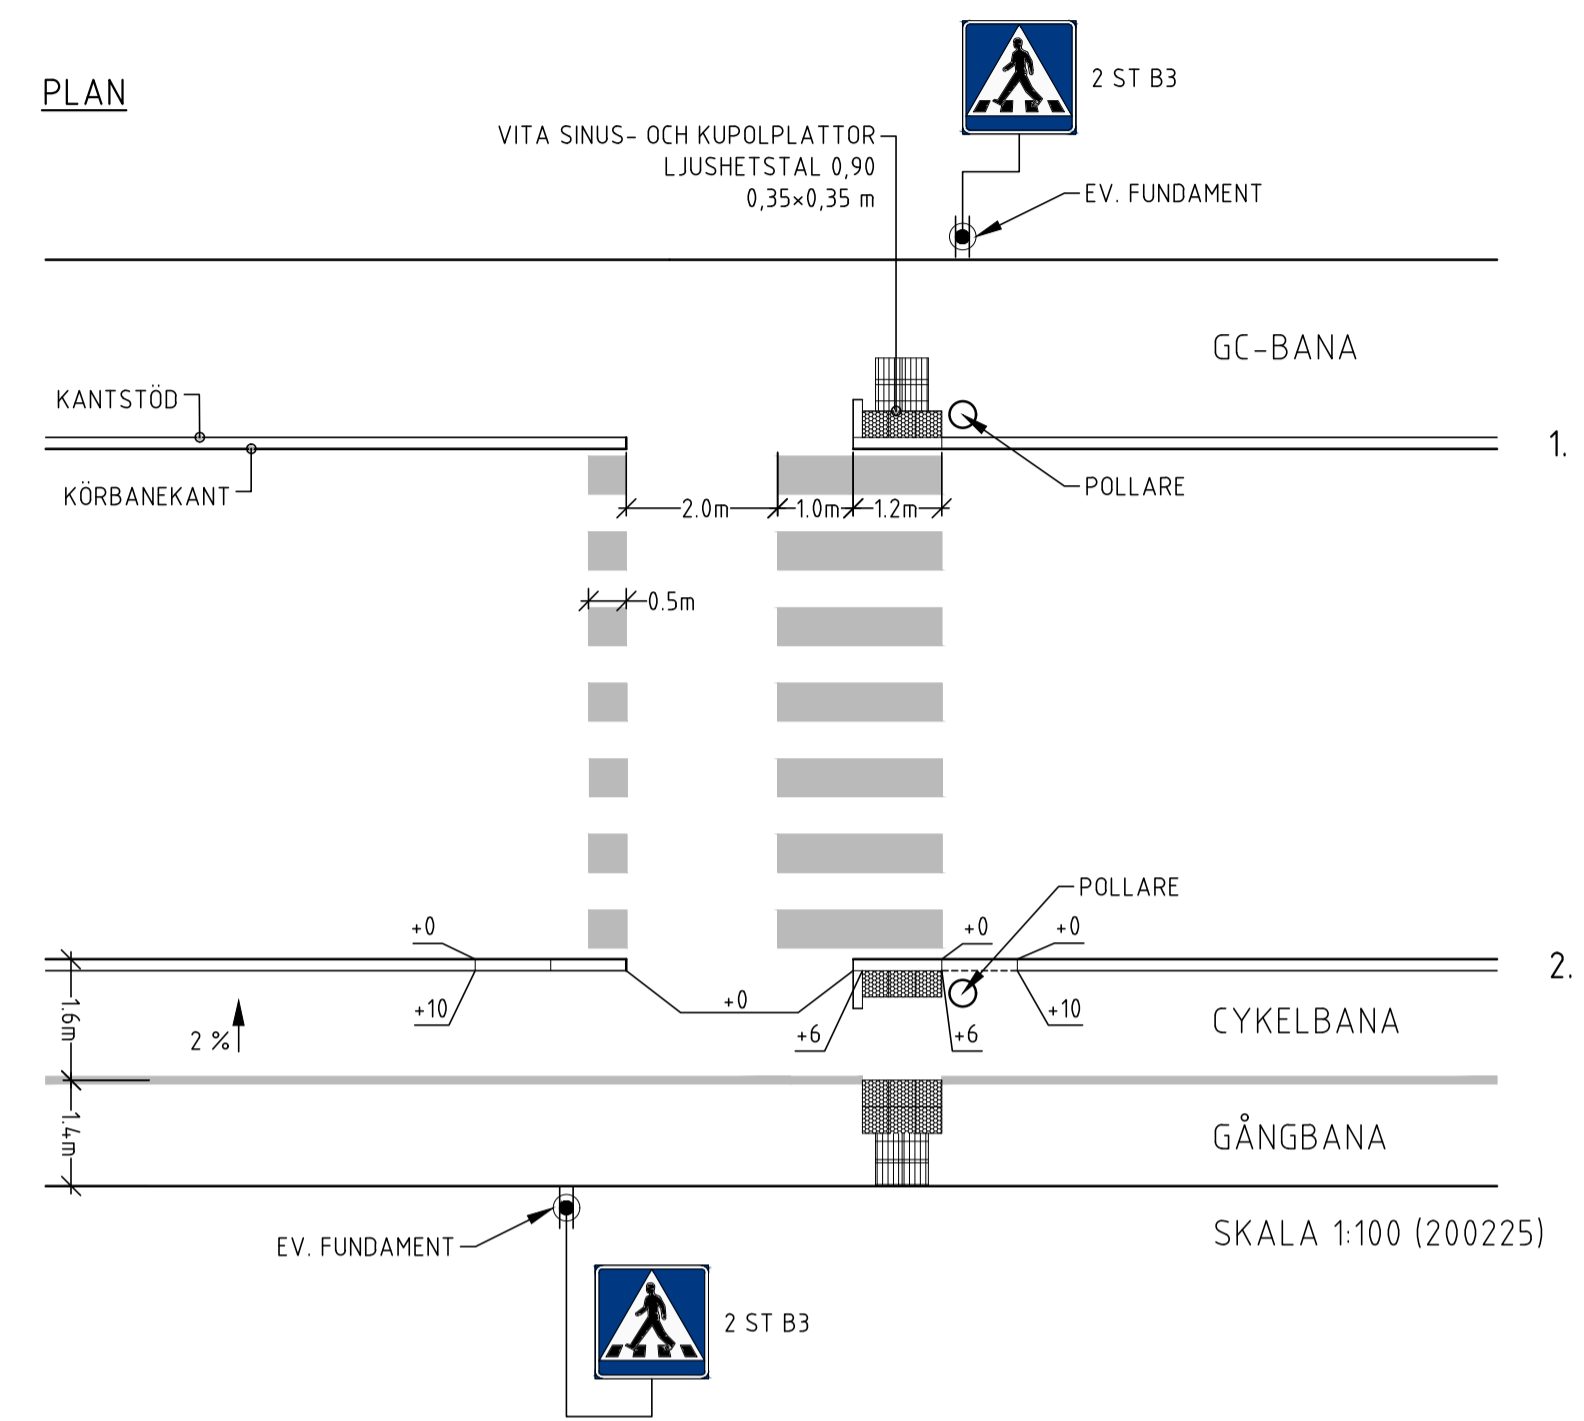 PLAN
2 ST B3
VITA SINUS- OCH KUPOLPLATTOR
LJUSHETSTAL 0,90
0,35×0,35 m
EV. FUNDAMENT
GC-BANA
KANTSTÖD
1.
KÖRBANEKANT
POLLARE
2.0m
1.0m
1.2m
0.5m
POLLARE
+0
+0
+0
2.
1.6m
+10
+0
+10
2 %
+6
+6
CYKELBANA
1.4m
GÅNGBANA
EV. FUNDAMENT
SKALA 1:100 (200225)
2 ST B3